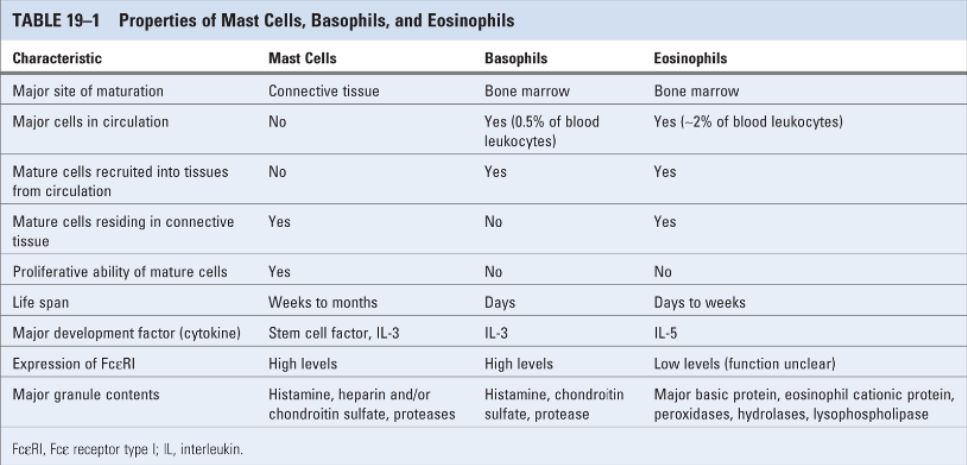 TABLE 19–1 Properties of Mast Cells, Basophils, and Eosinophils
Characteristic Mast Cells Basophils Eosinophils
Major site of maturation Connective tissue Bone marrow Bone marrow
Major cells in circulation No Yes (0.5% of blood Yes (~2% of blood leukocytes)
leukocytes)
Mature cells recruited into tissues No Yes Yes
from circulation
Mature cells residing in connective Yes No Yes
tissue
Proliferative ability of mature cells Yes No No
Life span Weeks to months Days Days to weeks
Major development factor (cytokine) Stem cell factor, IL-3 IL-3 IL-5
Expression of FcεRI High levels High levels Low levels (function unclear)
Major granule contents Histamine, heparin and/or Histamine, chondroitin Major basic protein, eosinophil cationic protein,
chondroitin sulfate, proteases sulfate, protease peroxidases, hydrolases, lysophospholipase
FcεRI, Fcε receptor type I; IL, interleukin.